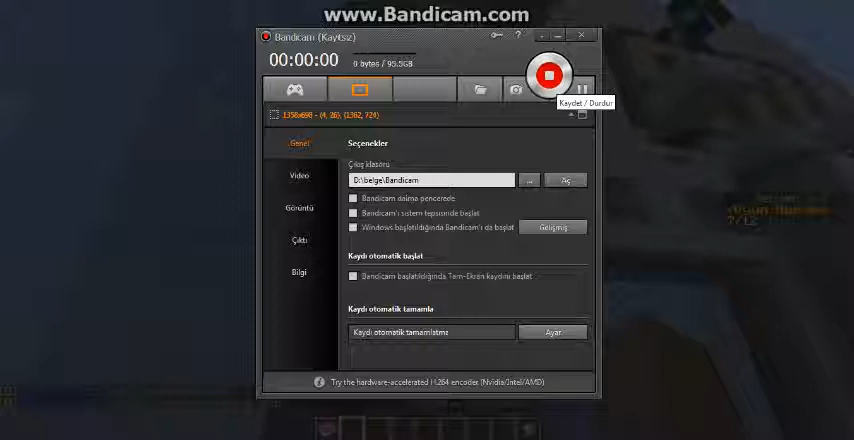 www.Bandicam.com
Bandicam (Kayıtsız)
00:00:00
0 bytes / 95.5GB
Kaydet / Durdur
1358x698 - (4, 26), (1362, 724)
Genel
Seçenekler
Çıkış klasörü
Video
D:\belge\Bandicam
...
Aç
Bandicam daima pencerede
Görüntü
Bandicam'ı sistem tepsisinde başlat
Windows başlatıldığında Bandicam'ı da başlat
Gelişmiş
Çıktı
Kaydı otomatik başlat
Bilgi
Bandicam başlatıldığında Tam-Ekran kaydını başlat
Kaydı otomatik tamamla
Kaydı otomatik tamamlatma
Ayar
Try the hardware-accelerated H.264 encoder (Nvidia/Intel/AMD)
7/12